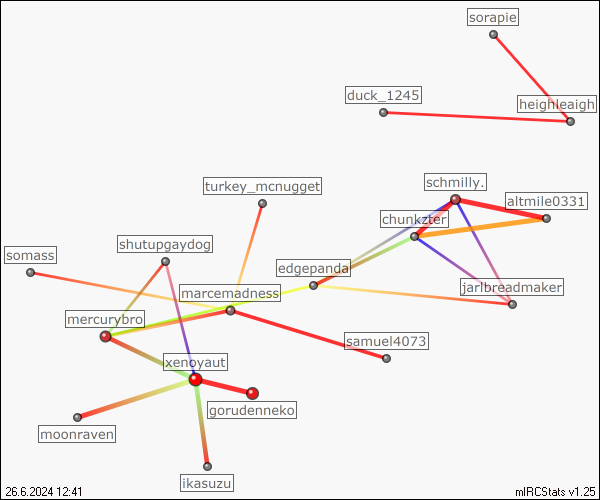 sorapie
duck_1245
heighleaigh
turkey_mcnugget
schmilly.
altmile0331
chunkzter
shutupgaydog
somass
edgepanda
marcemadness
jarlbreadmaker
mercurybro
samuel4073
xenoyaut
gorudenneko
moonraven
ikasuzu
26.6.2024 12:41
mIRCStats v1.25